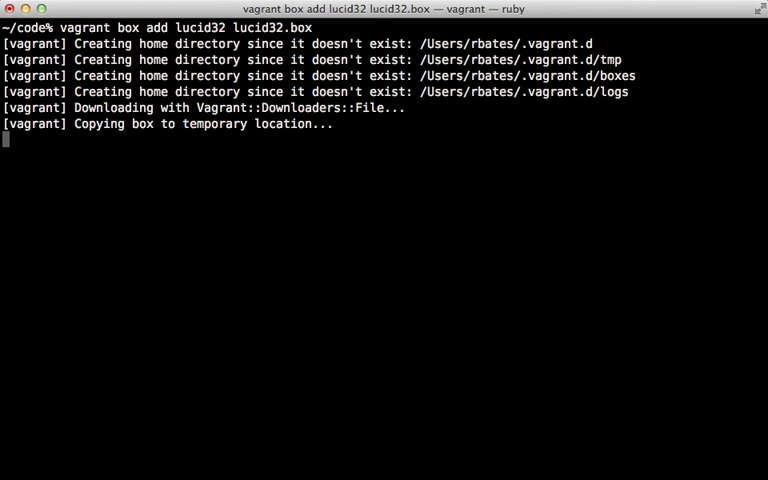 vagrant box add lucid32 lucid32.box — vagrant — ruby
~/code% vagrant box add lucid32 lucid32.box
[vagrant] Creating home directory since it doesn't exist: /Users/rbates/.vagrant.d
[vagrant] Creating home directory since it doesn't exist: /Users/rbates/.vagrant.d/tmp
[vagrant] Creating home directory since it doesn't exist: /Users/rbates/.vagrant.d/boxes
[vagrant] Creating home directory since it doesn't exist: /Users/rbates/.vagrant.d/logs
[vagrant] Downloading with Vagrant::Downloaders::File...
[vagrant] Copying box to temporary location...